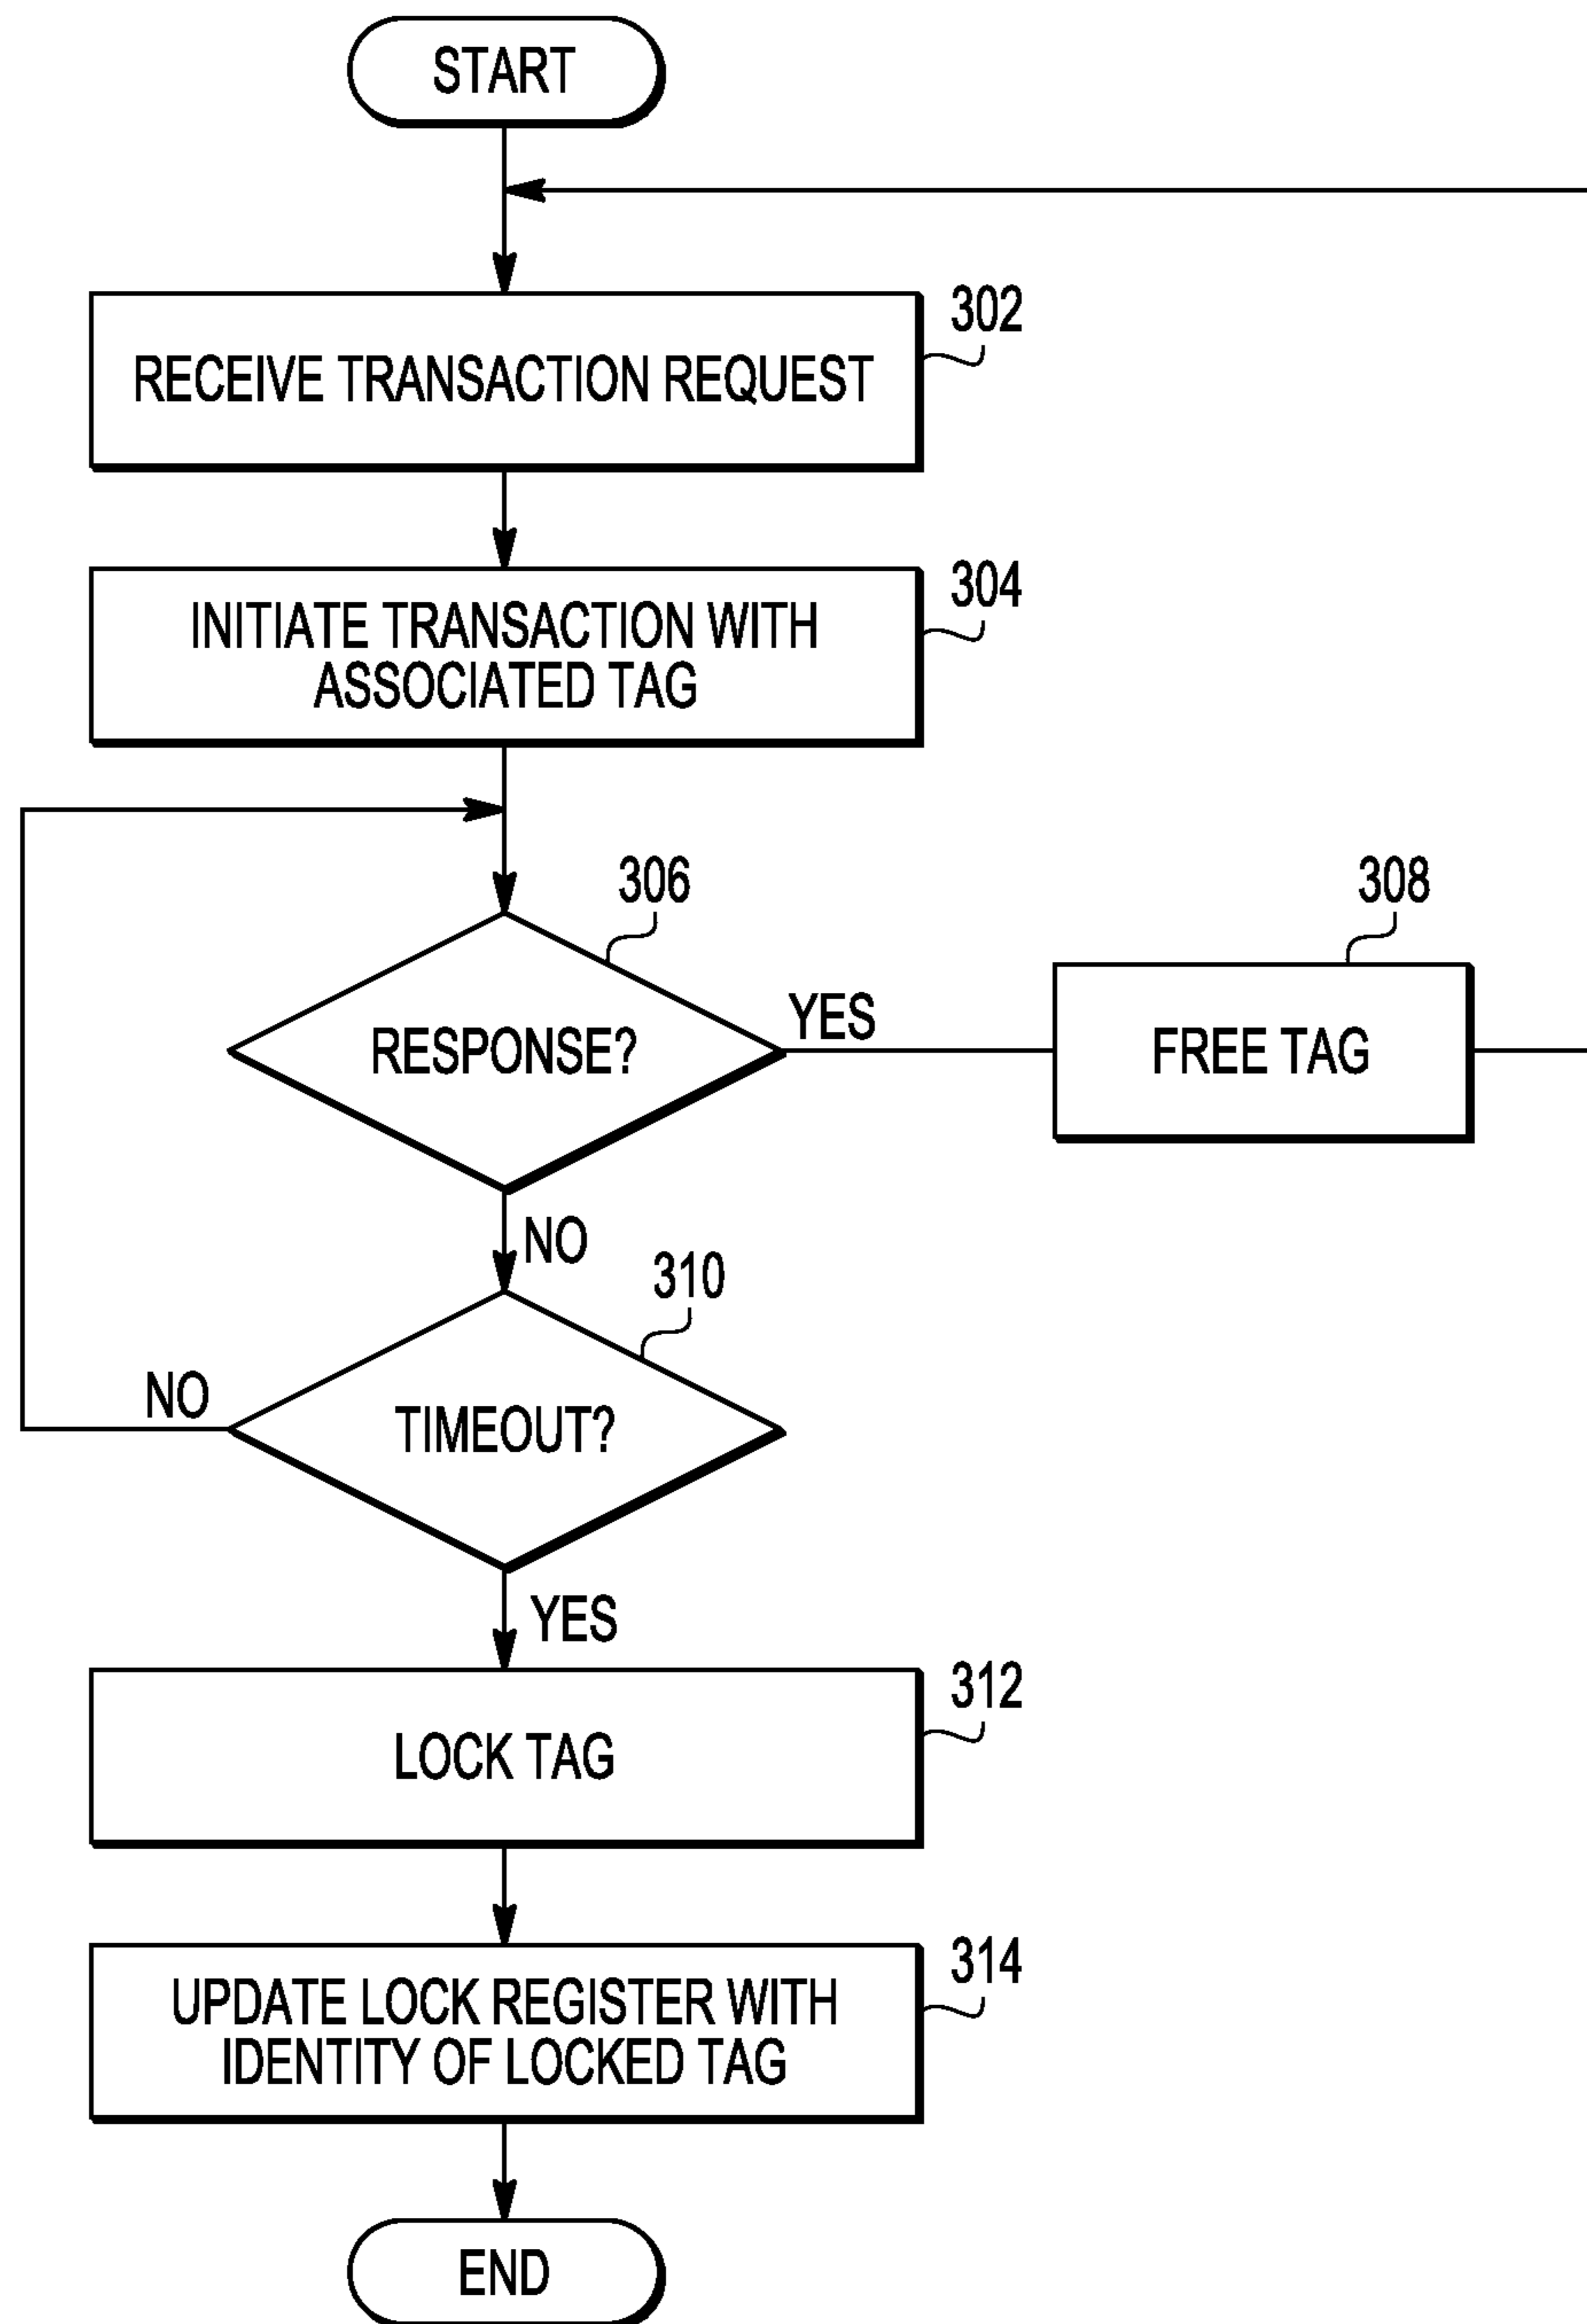 START
302
RECEIVE TRANSACTION REQUEST
304
INITIATE TRANSACTION WITH
ASSOCIATED TAG
306
308
RESPONSE?
YES
FREE TAG
NO
310
NO
TIMEOUT?
YES
312
LOCK TAG
314
UPDATE LOCK REGISTER WITH
IDENTITY OF LOCKED TAG
END